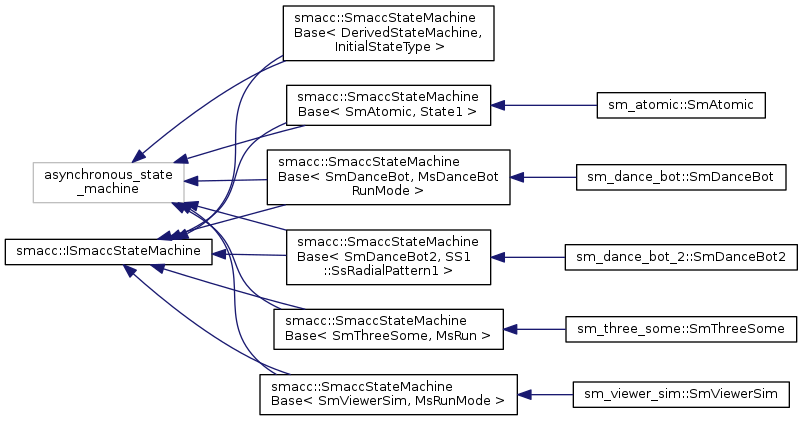 smacc::SmaccStateMachine
Base< DerivedStateMachine,
InitialStateType >
smacc::SmaccStateMachine
Base< SmAtomic, State1 >
sm_atomic::SmAtomic
asynchronous_state
_machine
smacc::SmaccStateMachine
Base< SmDanceBot, MsDanceBot
RunMode >
sm_dance_bot::SmDanceBot
smacc::ISmaccStateMachine
smacc::SmaccStateMachine
Base< SmDanceBot2, SS1
::SsRadialPattern1 >
sm_dance_bot_2::SmDanceBot2
smacc::SmaccStateMachine
Base< SmThreeSome, MsRun >
sm_three_some::SmThreeSome
smacc::SmaccStateMachine
Base< SmViewerSim, MsRunMode >
sm_viewer_sim::SmViewerSim